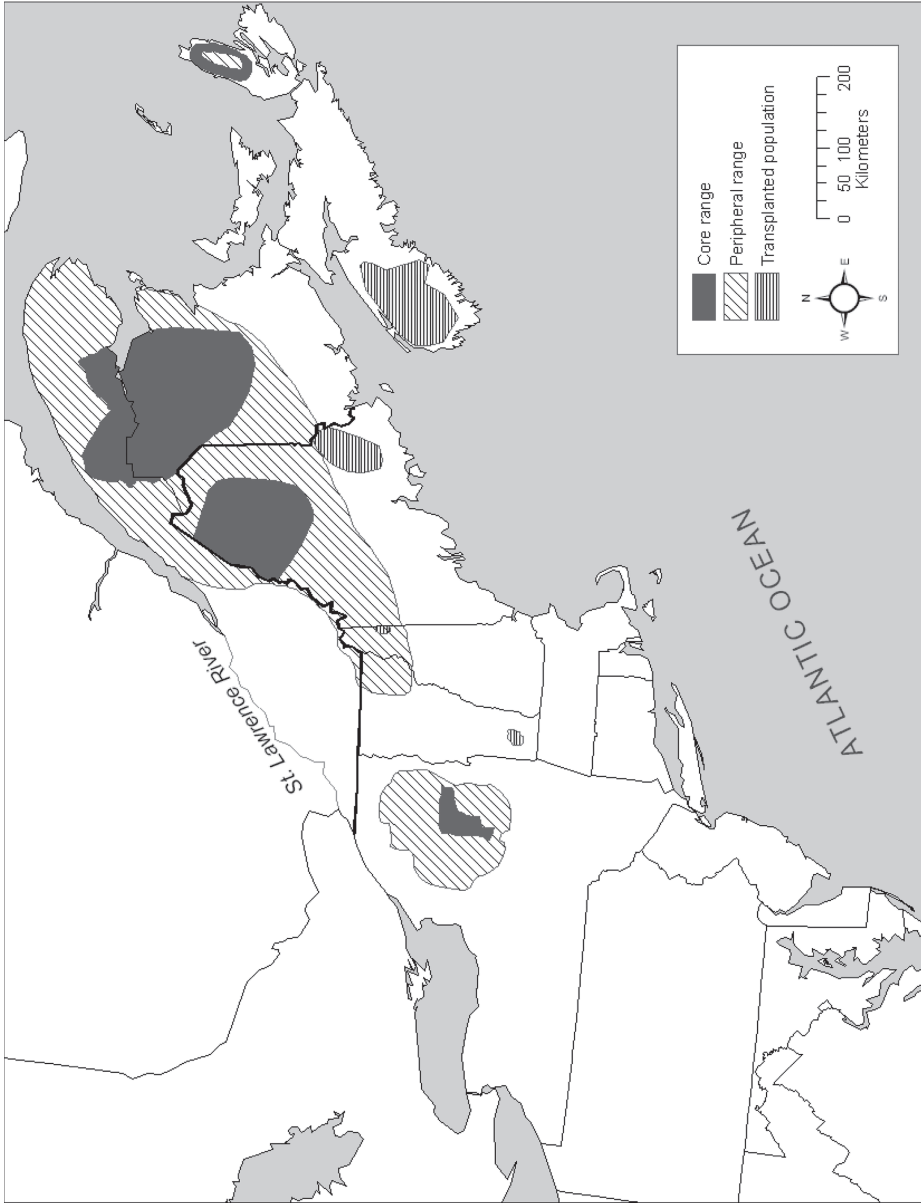 St. Lawrence River
ATLANTIC OCEAN
Core range
Peripheral range
Transplanted population
N
W
E
S
0 50 100 200
Kilometers